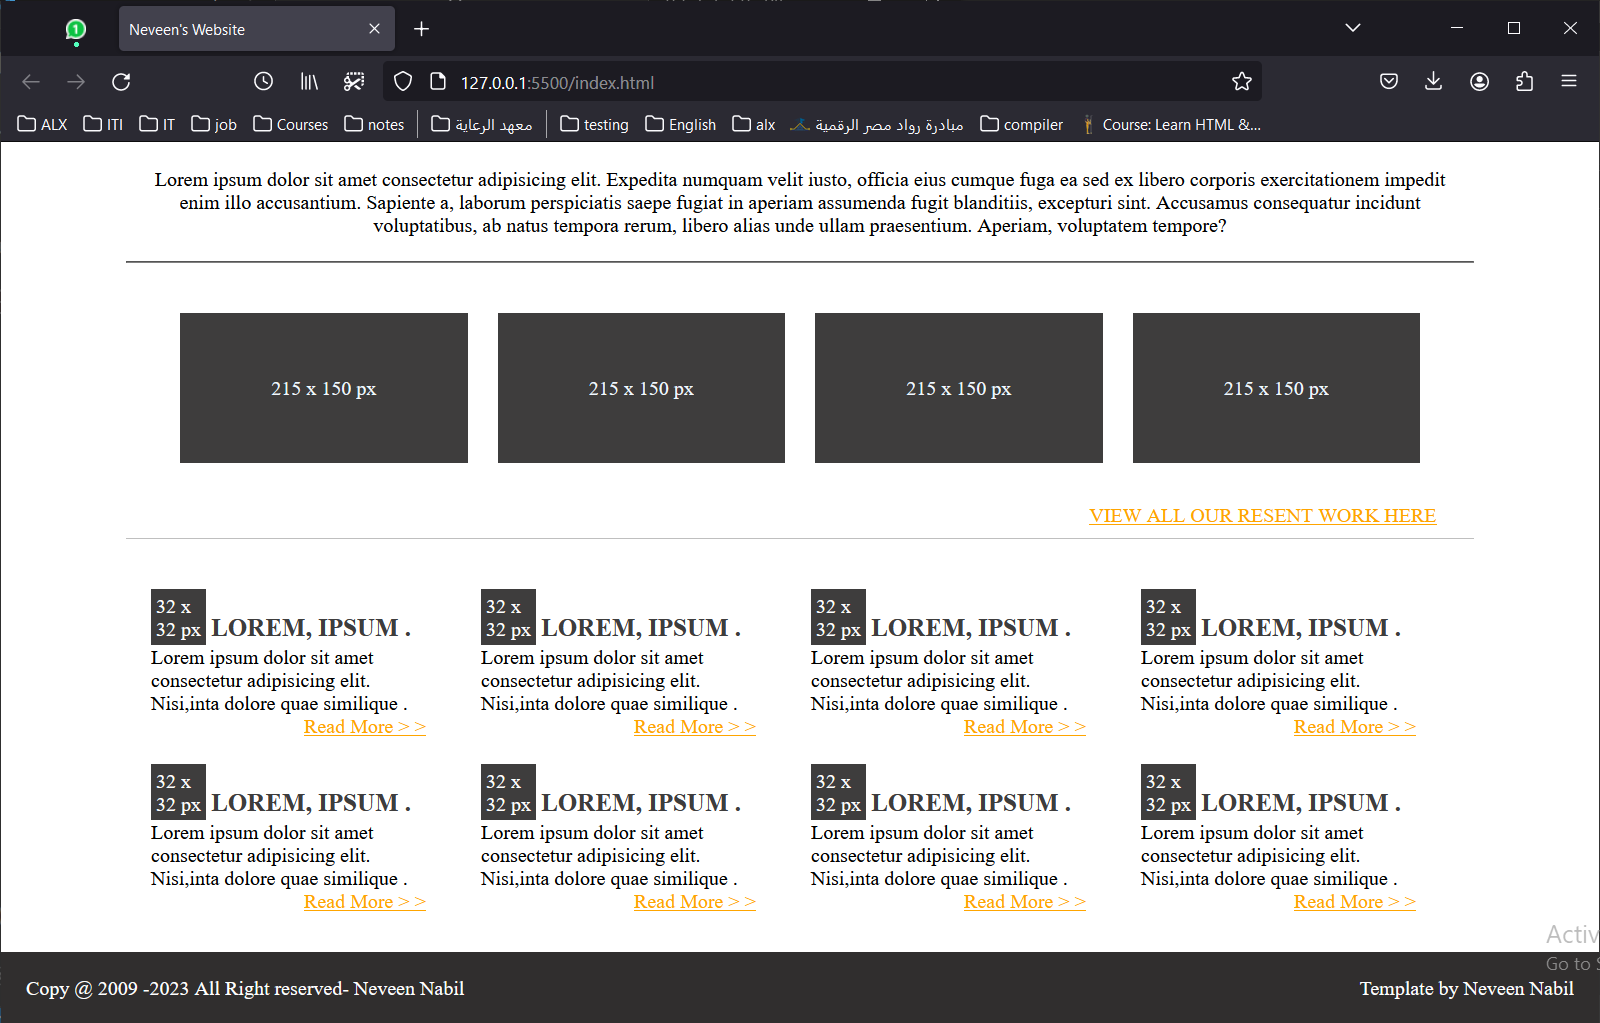 1
Neveen's Website
127.0.0.1:5500/index.html
ALX ITI IT job Courses notes معهد الرعاية testing English alx مبادرة رواد مصر الرقمية compiler Course: Learn HTML &...
Lorem ipsum dolor sit amet consectetur adipisicing elit. Expedita numquam velit iusto, officia eius cumque fuga ea sed ex libero corporis exercitationem impedit
enim illo accusantium. Sapiente a, laborum perspiciatis saepe fugiat in aperiam assumenda fugit blanditiis, excepturi sint. Accusamus consequatur incidunt
voluptatibus, ab natus tempora rerum, libero alias unde ullam praesentium. Aperiam, voluptatem tempore?
215 x 150 px 215 x 150 px 215 x 150 px 215 x 150 px
VIEW ALL OUR RESENT WORK HERE
32 x 32 x 32 x 32 x
32 px LOREM, IPSUM . 32 px LOREM, IPSUM . 32 px LOREM, IPSUM . 32 px LOREM, IPSUM .
Lorem ipsum dolor sit amet Lorem ipsum dolor sit amet Lorem ipsum dolor sit amet Lorem ipsum dolor sit amet
consectetur adipisicing elit. consectetur adipisicing elit. consectetur adipisicing elit. consectetur adipisicing elit.
Nisi,inta dolore quae similique . Nisi,inta dolore quae similique . Nisi,inta dolore quae similique . Nisi,inta dolore quae similique .
Read More > > Read More > > Read More > > Read More > >
32 x 32 x 32 x 32 x
32 px LOREM, IPSUM . 32 px LOREM, IPSUM . 32 px LOREM, IPSUM . 32 px LOREM, IPSUM .
Lorem ipsum dolor sit amet Lorem ipsum dolor sit amet Lorem ipsum dolor sit amet Lorem ipsum dolor sit amet
consectetur adipisicing elit. consectetur adipisicing elit. consectetur adipisicing elit. consectetur adipisicing elit.
Nisi,inta dolore quae similique . Nisi,inta dolore quae similique . Nisi,inta dolore quae similique . Nisi,inta dolore quae similique .
Read More > > Read More > > Read More > > Read More > >
Activ
Go to S
Copy @ 2009 -2023 All Right reserved- Neveen Nabil Template by Neveen Nabil